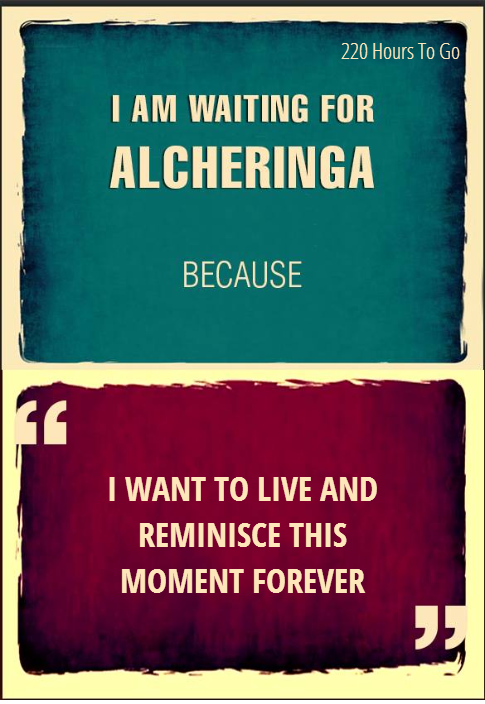 220 Hours To Go
I AM WAITING FOR
ALCHERINGA
BECAUSE
“
I WANT TO LIVE AND
REMINISCE THIS
MOMENT FOREVER
”